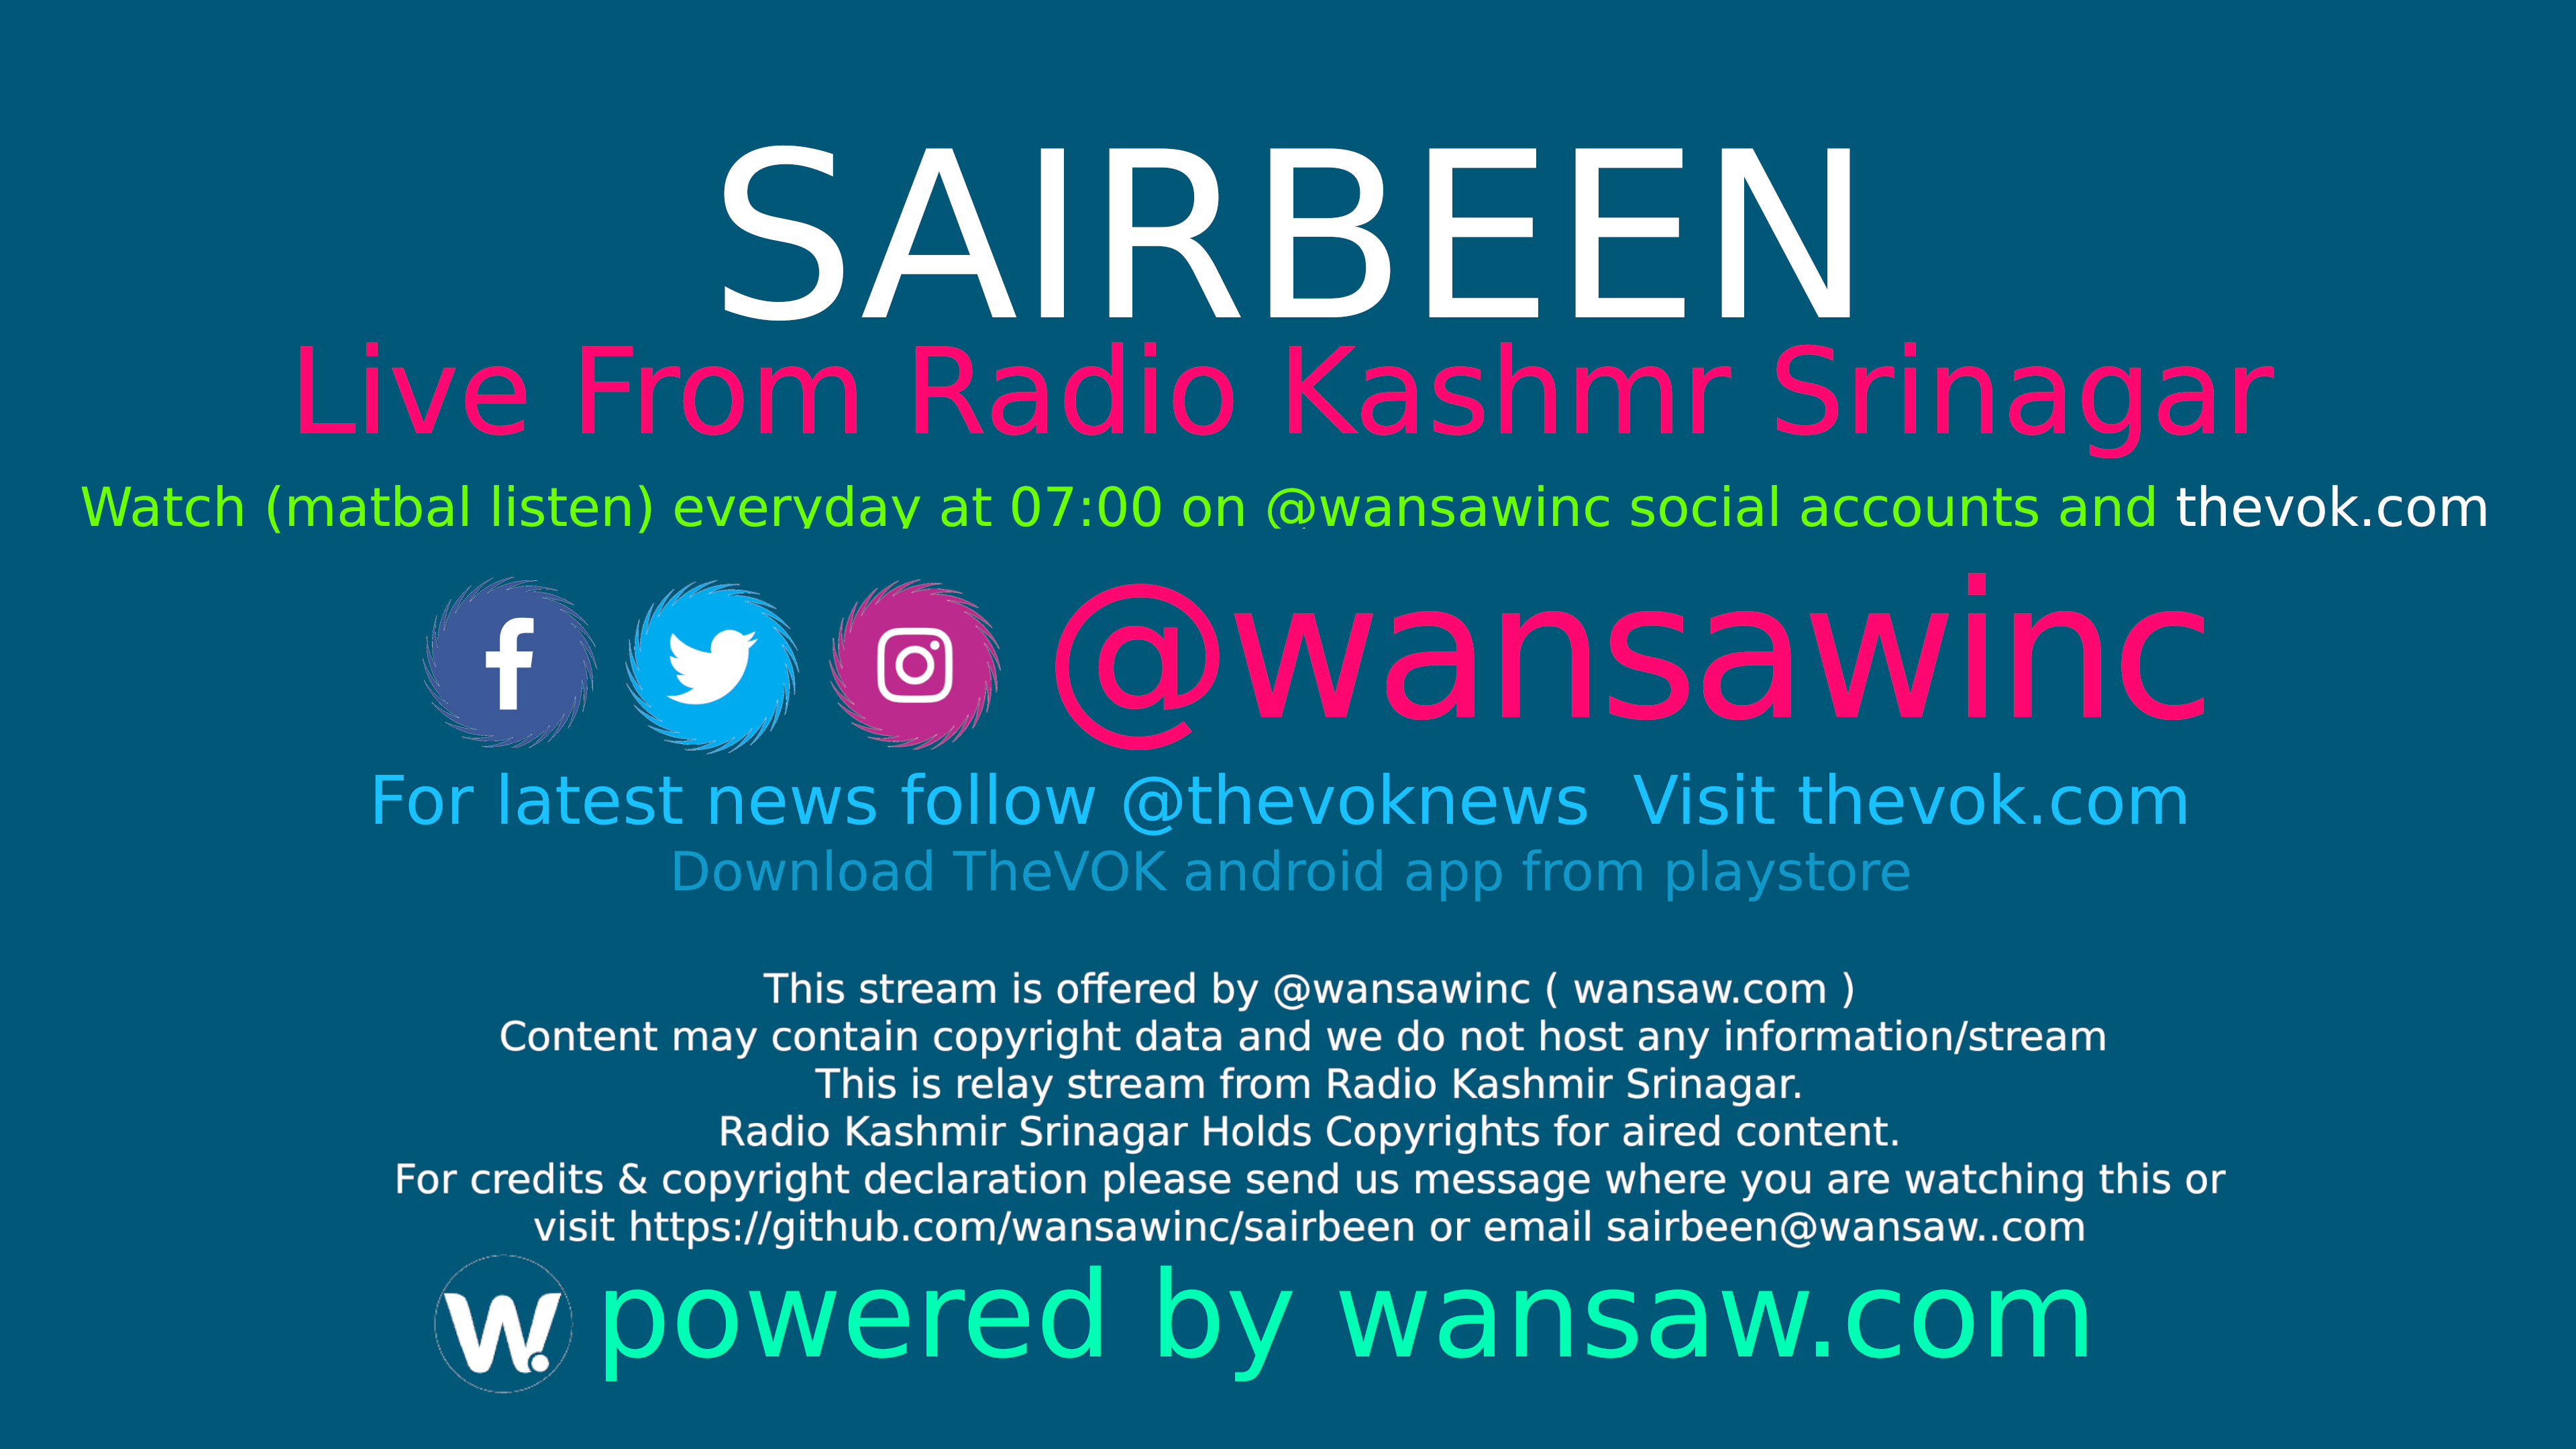 SAIRBEEN
Live From Radio Kashmr Srinagar
Watch (matbal listen) everyday at 07:00 on @wansawinc social accounts and thevok.com
@wansawinc
For latest news follow @thevoknews  Visit thevok.com
Download TheVOK android app from playstore
This stream is offered by @wansawinc ( wansaw.com )
Content may contain copyright data and we do not host any information/stream
This is relay stream from Radio Kashmir Srinagar.
Radio Kashmir Srinagar Holds Copyrights for aired content.
For credits & copyright declaration please send us message where you are watching this or
visit https://github.com/wansawinc/sairbeen or email sairbeen@wansaw..com
W. powered by wansaw.com